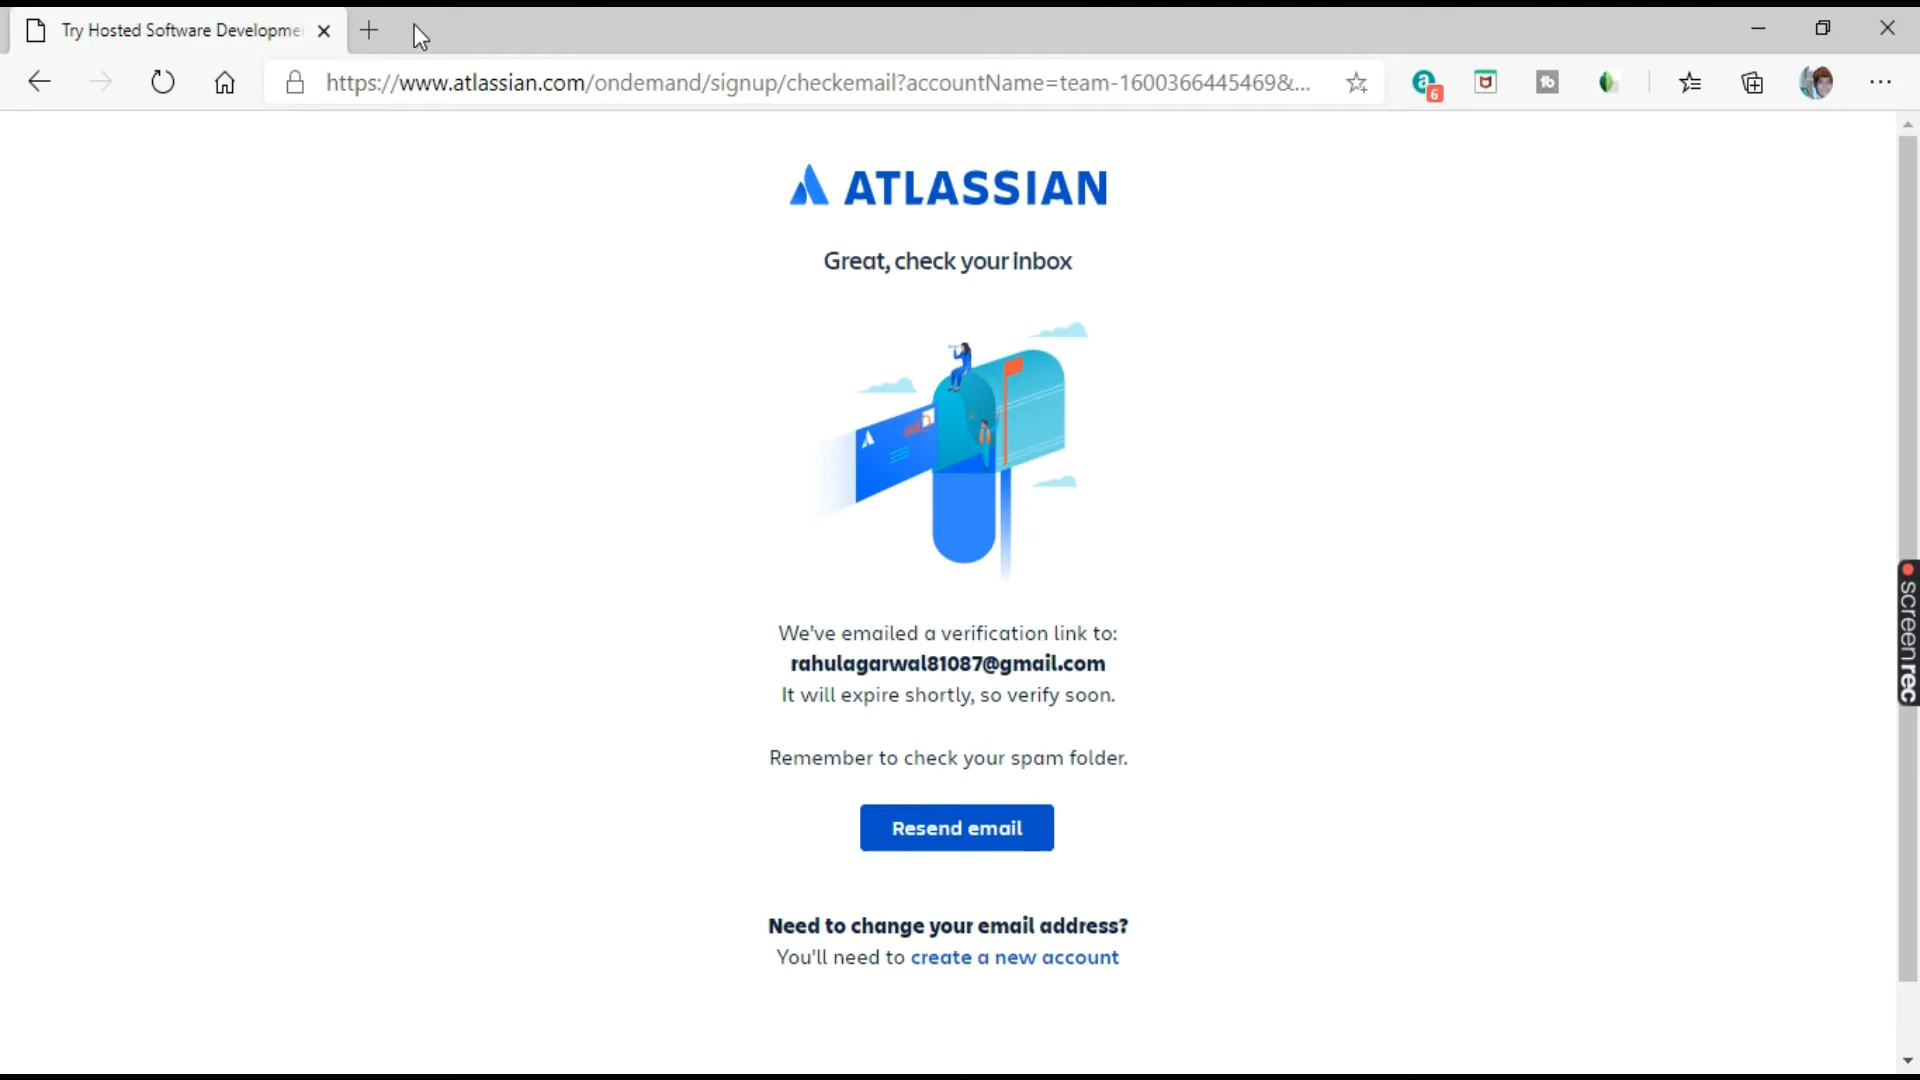 Try Hosted Software Developme
https://www.atlassian.com/ondemand/signup/checkemail?accountName=team-1600366445469&...
a
6
tb
ATLASSIAN
Great, check your inbox
We've emailed a verification link to:
rahulagarwal81087@gmail.com
It will expire shortly, so verify soon.
Remember to check your spam folder.
Resend email
Need to change your email address?
You'll need to create a new account
screenrec